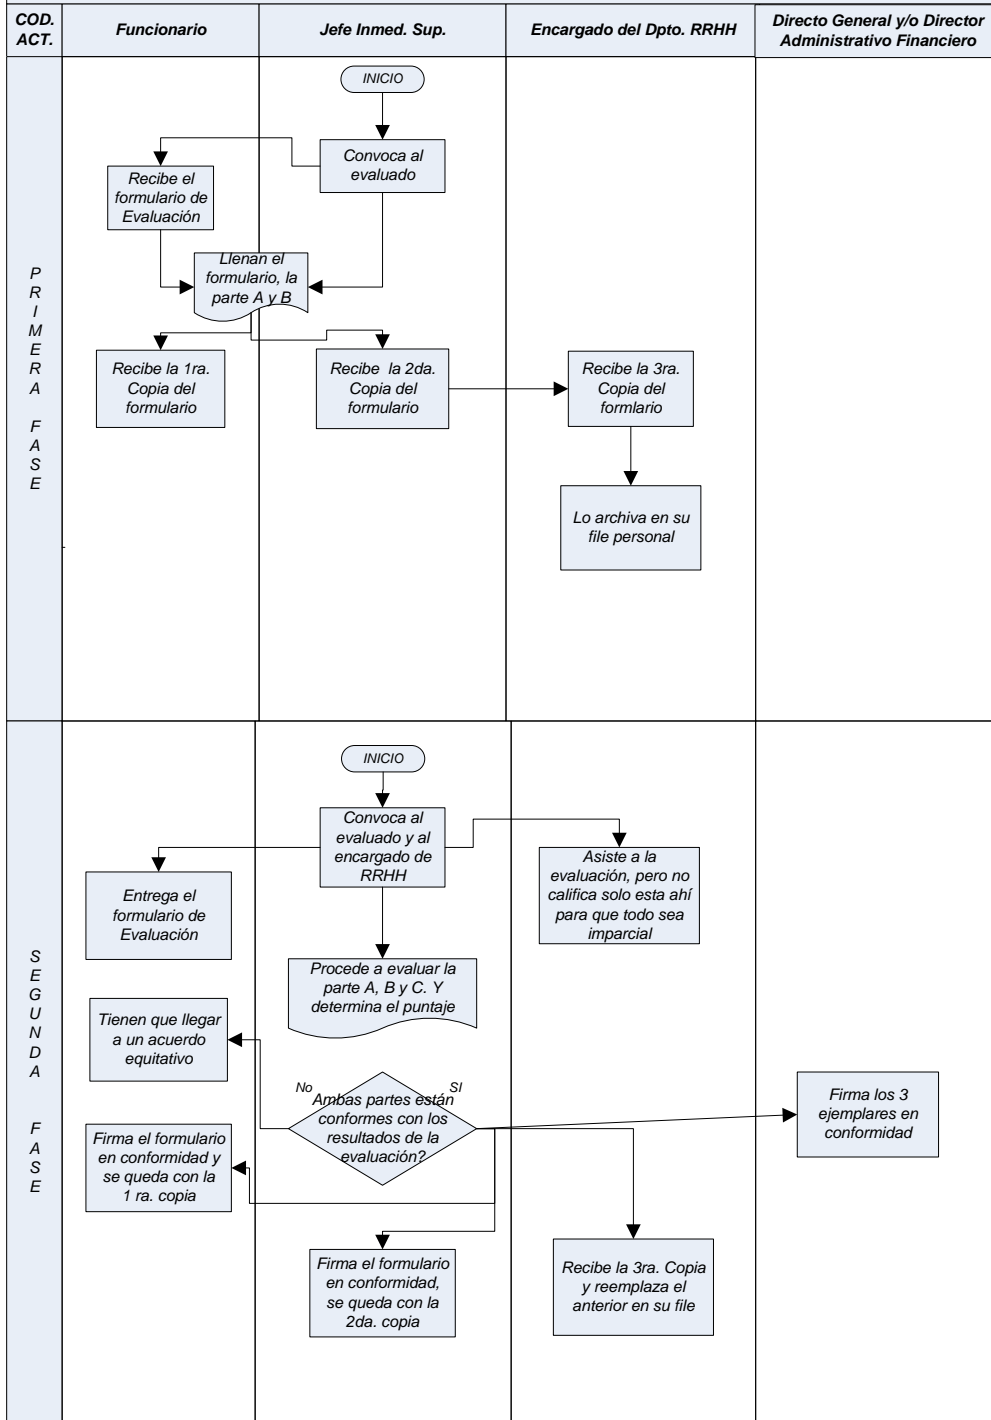 COD.
ACT.
Funcionario
Jefe Inmed. Sup.
Encargado del Dpto. RRHH
Directo General y/o Director
Administrativo Financiero
P
R
I
M
E
R
A
F
A
S
E
INICIO
Convoca al
evaluado
Recibe el
formulario de
Evaluación
Llenan el
formulario, la
parte A y B
Recibe la 1ra.
Copia del
formulario
Recibe la 2da.
Copia del
formulario
Recibe la 3ra.
Copia del
formlario
Lo archiva en su
file personal
S
E
G
U
N
D
A
F
A
S
E
INICIO
Convoca al
evaluado y al
encargado de
RRHH
Entrega el
formulario de
Evaluación
Asiste a la
evaluación, pero no
califica solo esta ahí
para que todo sea
imparcial
Procede a evaluar la
parte A, B y C. Y
determina el puntaje
Tienen que llegar
a un acuerdo
equitativo
No
SI
Ambas partes están
conformes con los
resultados de la
evaluación?
Firma los 3
ejemplares en
conformidad
Firma el formulario
en conformidad y
se queda con la
1 ra. copia
Firma el formulario
en conformidad,
se queda con la
2da. copia
Recibe la 3ra. Copia
y reemplaza el
anterior en su file